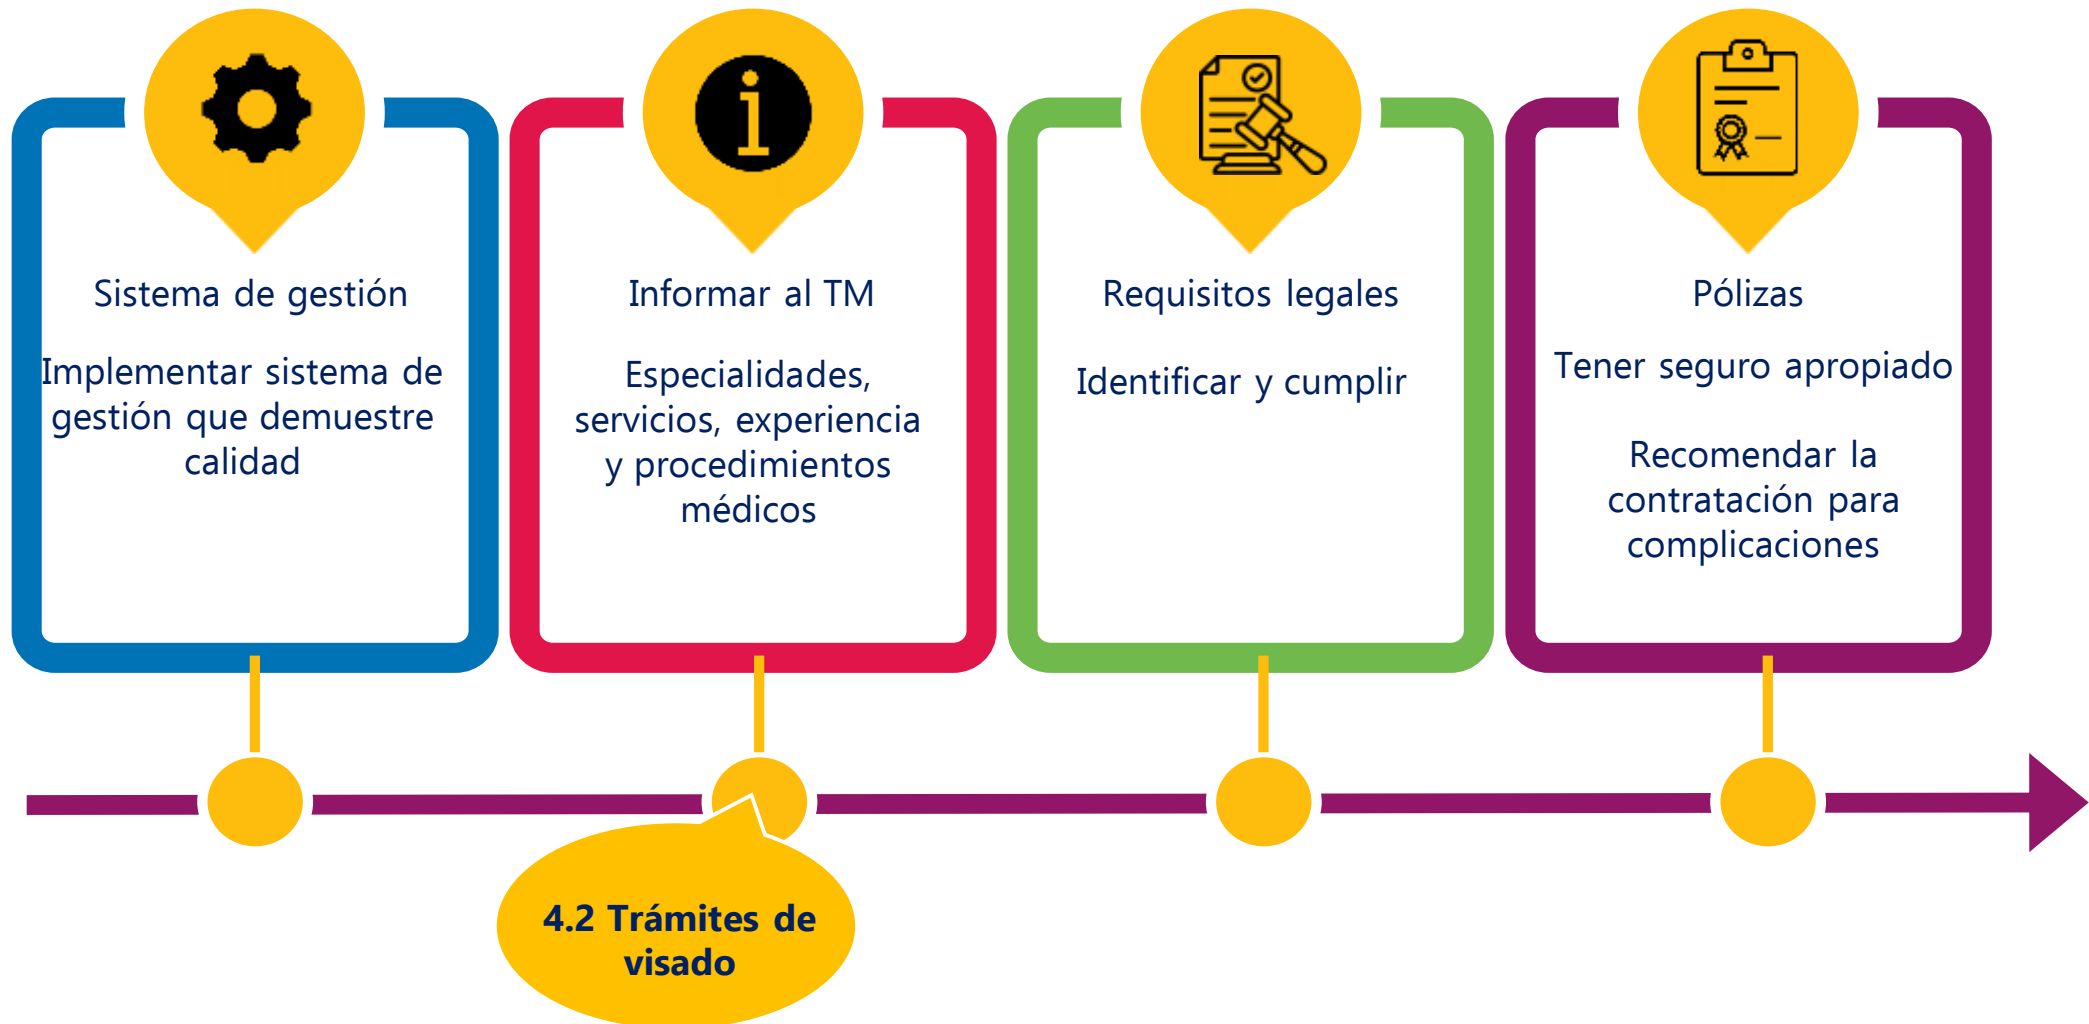 Sistema de gestión
Implementar sistema de
gestión que demuestre
calidad
Informar al TM
Especialidades,
servicios, experiencia
y procedimientos
médicos
Requisitos legales
Identificar y cumplir
Pólizas
Tener seguro apropiado
Recomendar la
contratación para
complicaciones
4.2 Trámites de
visado